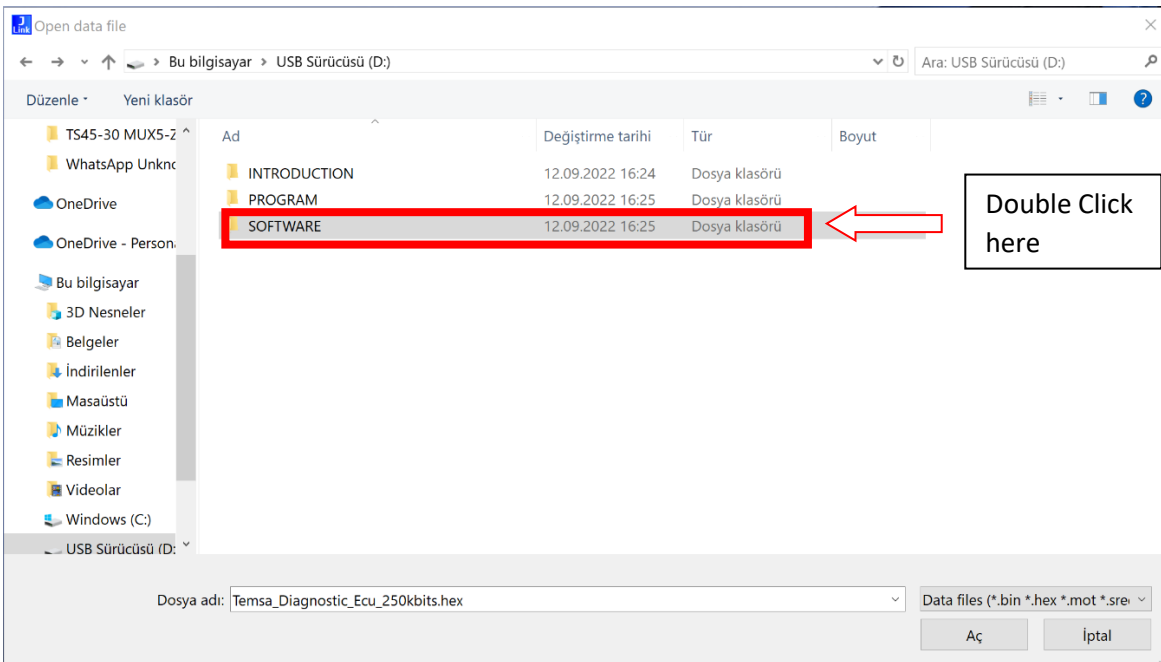 J
Link
Open data file
Bu bilgisayar > USB Sürücüsü (D:)
Ara: USB Sürücüsü (D:)
Düzenle
Yeni klasör
?
TS45-30 MUX5-Z
WhatsApp Unkno
OneDrive
OneDrive - Person
Bu bilgisayar
3D Nesneler
Belgeler
İndirilenler
Masaüstü
Müzikler
Resimler
Videolar
Windows (C:)
USB Sürücüsü (D:
Ad Değiştirme tarihi Tür Boyut
INTRODUCTION 12.09.2022 16:24 Dosya klasörü
PROGRAM 12.09.2022 16:25 Dosya klasörü
SOFTWARE 12.09.2022 16:25 Dosya klasörü
Double Click
here
Dosya adı: Temsa_Diagnostic_Ecu_250kbits.hex
Data files (*.bin *.hex *.mot *.sre
Aç
İptal